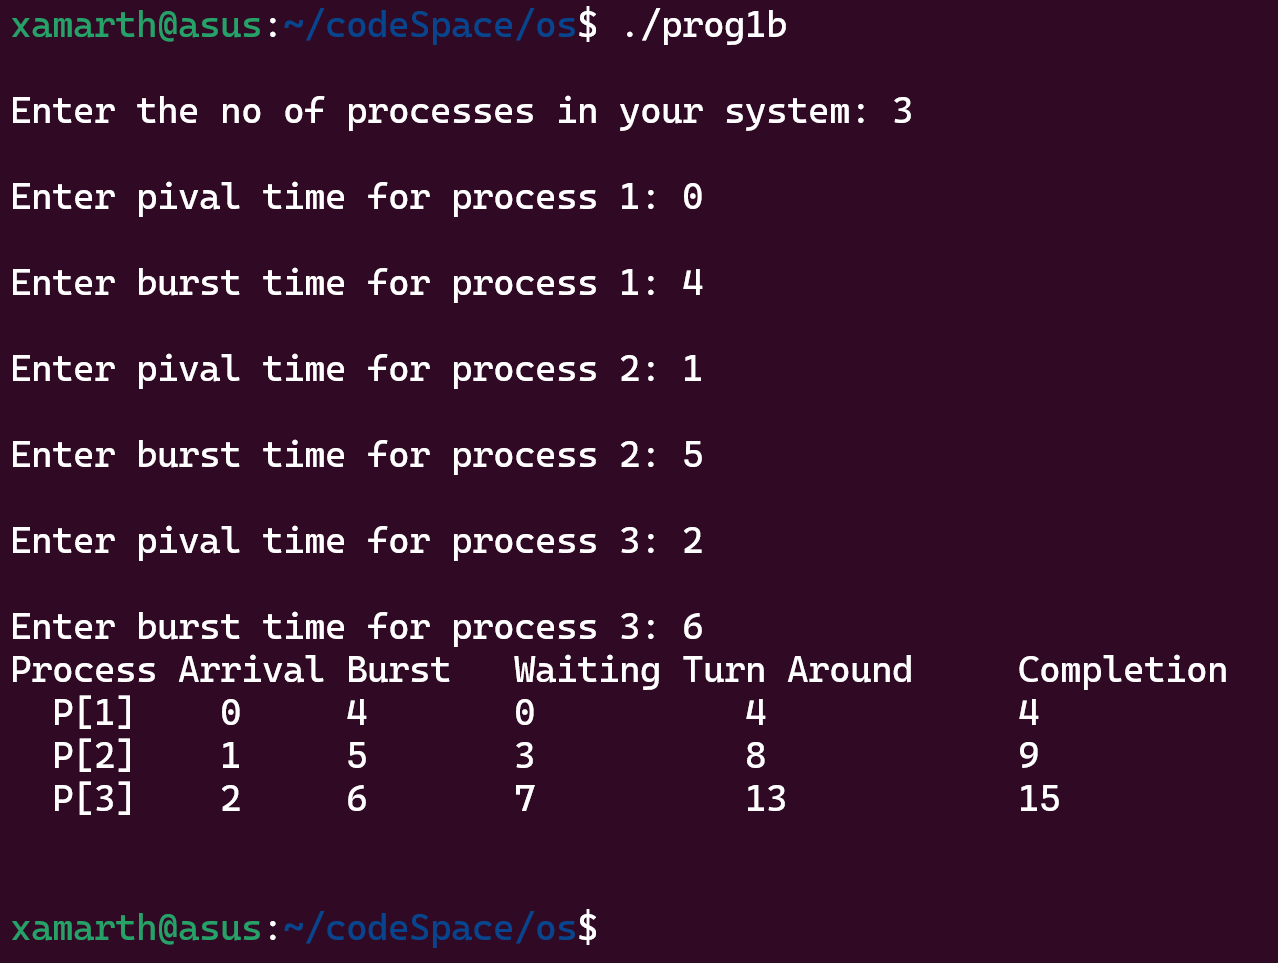 xamarth@asus:~/codeSpace/os$ ./prog1b
Enter the no of processes in your system: 3
Enter pival time for process 1: 0
Enter burst time for process 1: 4
Enter pival time for process 2: 1
Enter burst time for process 2: 5
Enter pival time for process 3: 2
Enter burst time for process 3: 6
Process Arrival Burst   Waiting Turn Around     Completion
  P[1]    0     4       0          4            4
  P[2]    1     5       3          8            9
  P[3]    2     6       7          13           15
xamarth@asus:~/codeSpace/os$